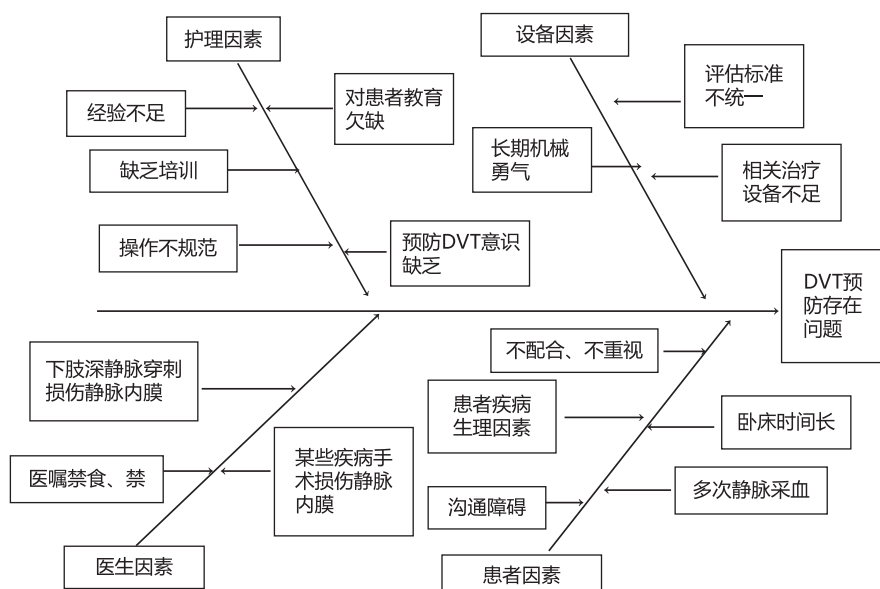 护理因素
设备因素
经验不足
对患者教育
欠缺
评估标准
不统一
缺乏培训
长期机械
勇气
相关治疗
设备不足
操作不规范
预防DVT意识
缺乏
DVT预
防存在
问题
下肢深静脉穿刺
损伤静脉内膜
不配合、不重视
患者疾病
生理因素
卧床时间长
医嘱禁食、禁
某些疾病手
术损伤静脉
内膜
沟通障碍
多次静脉采血
医生因素
患者因素